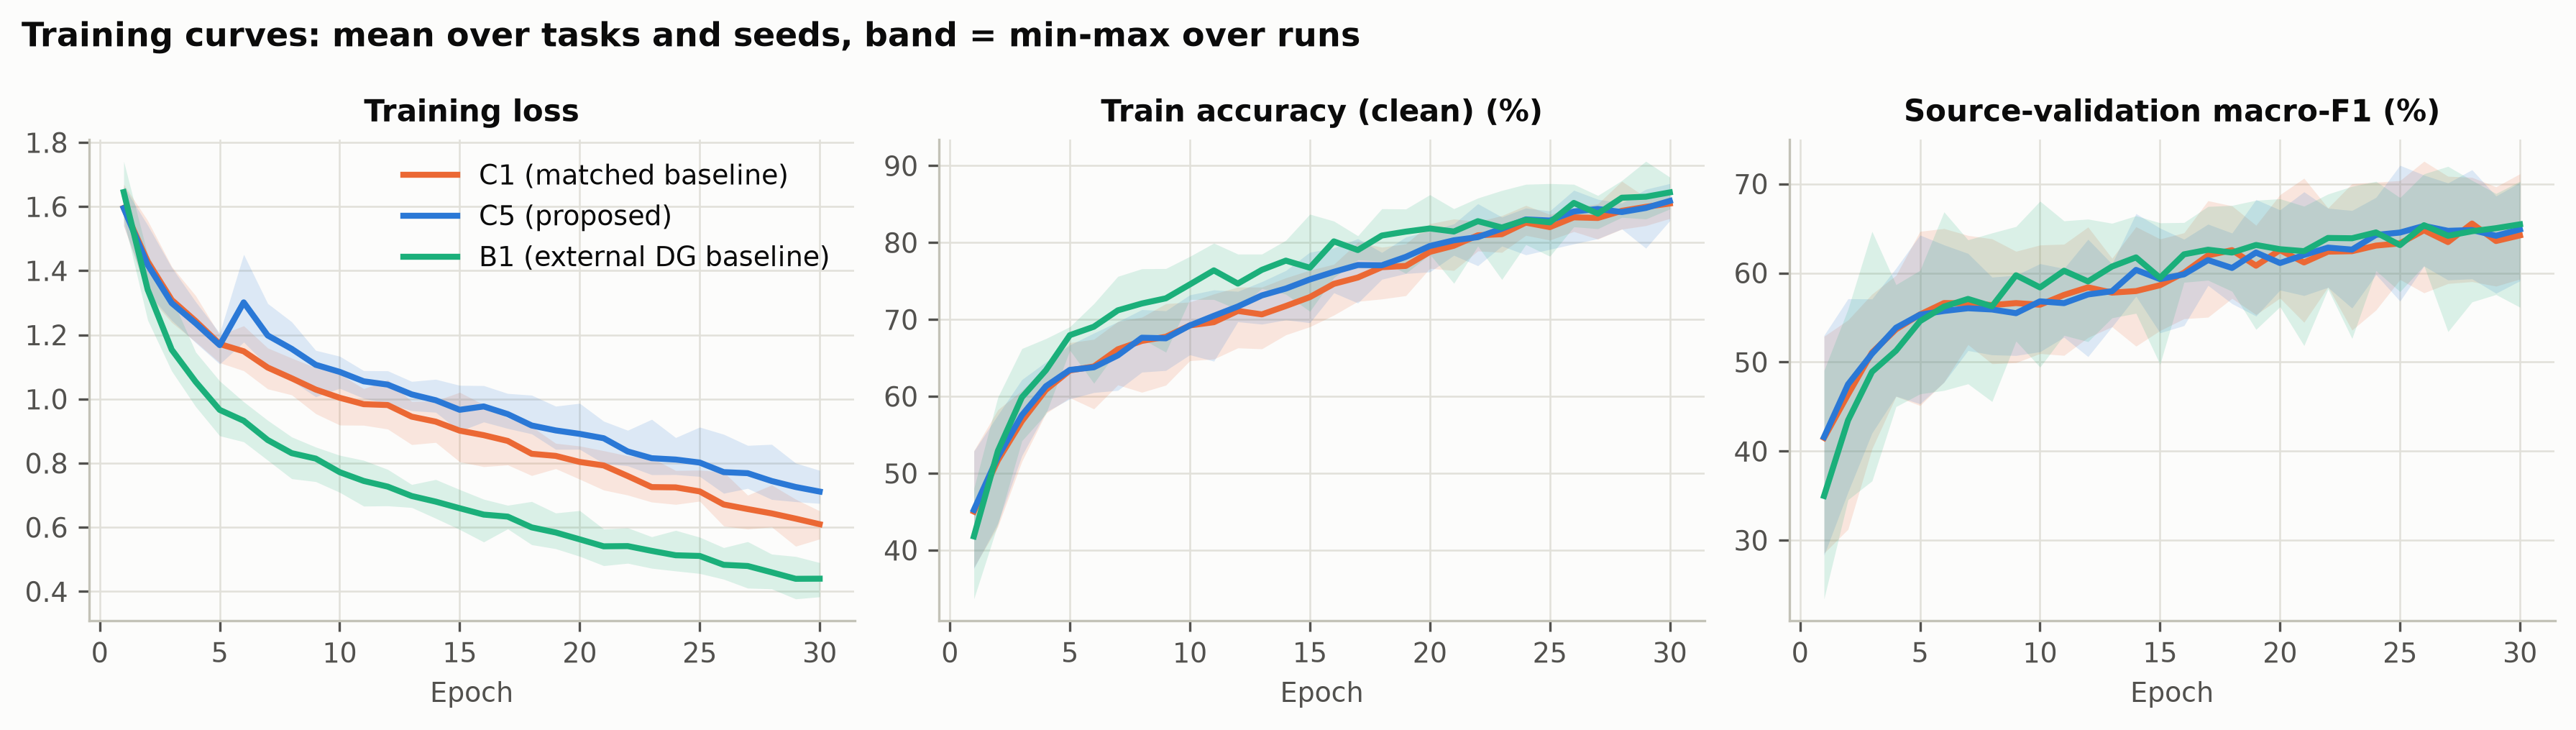 Training curves: mean over tasks and seeds, band = min-max over runs
Training loss
1.8
1.6
1.4
1.2
1.0
0.8
0.6
0.4
C1 (matched baseline)
C5 (proposed)
B1 (external DG baseline)
0 5 10 15 20 25 30
Epoch
Train accuracy (clean) (%)
90
80
70
60
50
40
0 5 10 15 20 25 30
Epoch
Source-validation macro-F1 (%)
70
60
50
40
30
0 5 10 15 20 25 30
Epoch